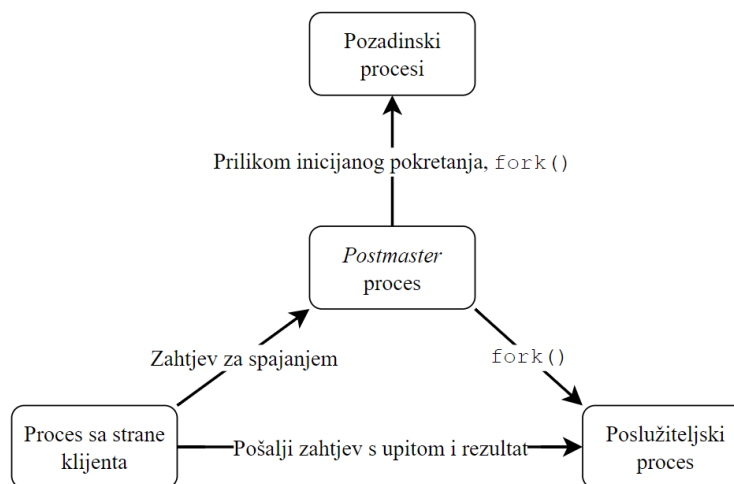 Pozadinski
procesi
Prilikom inicijanog pokretanja, fork()
Postmaster
proces
Zahtjev za spajanjem
fork()
Proces sa strane
klijenta
Pošalji zahtjev s upitom i rezultat
Poslužiteljski
proces